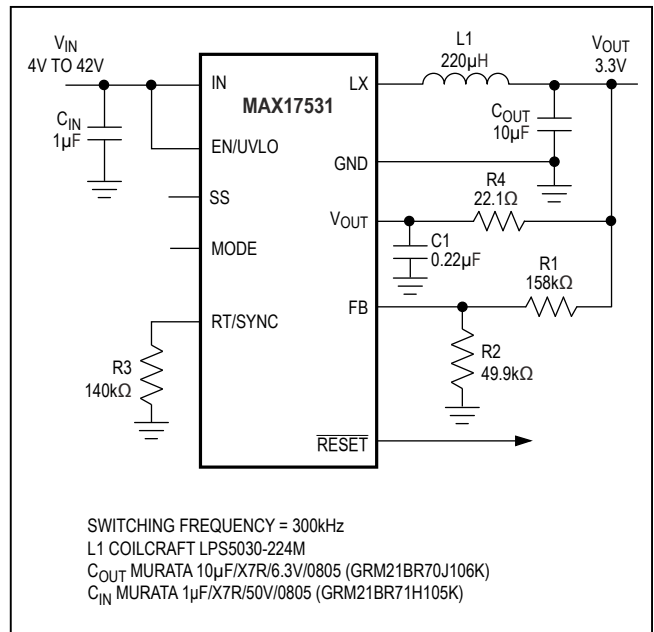 V_IN
4V TO 42V
C_IN
1µF
IN
EN/UVLO
SS
MODE
RT/SYNC
R3
140kΩ
MAX17531
LX
GND
V_OUT
FB
RESET
L1
220µH
V_OUT
3.3V
C_OUT
10µF
R4
22.1Ω
C1
0.22µF
R1
158kΩ
R2
49.9kΩ
SWITCHING FREQUENCY = 300kHz
L1 COILCRAFT LPS5030-224M
C_OUT MURATA 10µF/X7R/6.3V/0805 (GRM21BR70J106K)
C_IN MURATA 1µF/X7R/50V/0805 (GRM21BR71H105K)